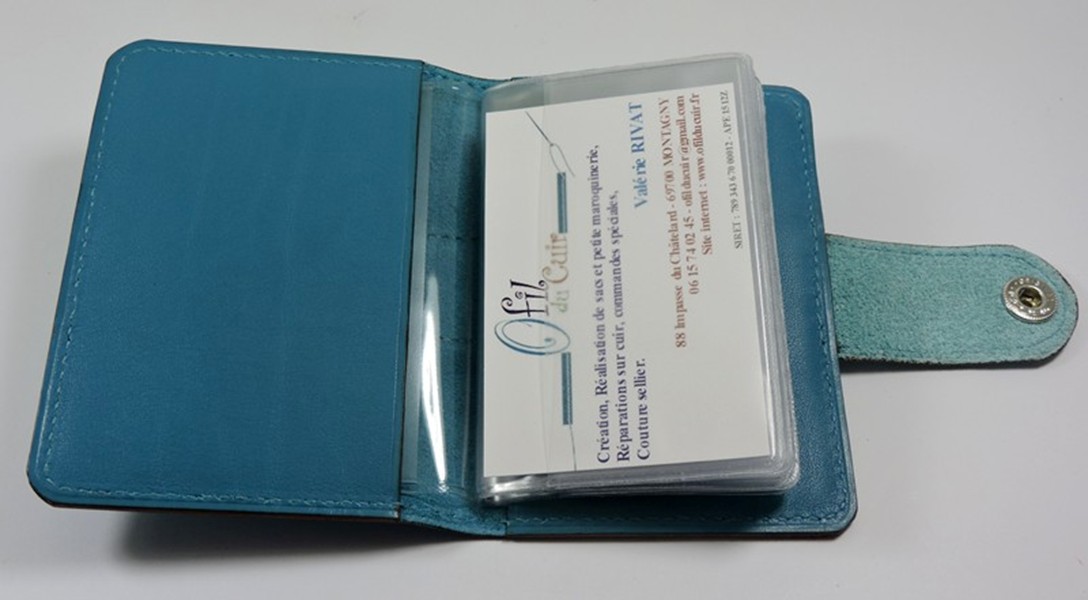 Ofil
du Cuir
Création, Réalisation de sacs et petite maroquinerie,
Réparations sur cuir, commandes spéciales,
Couture sellier.
Valérie RIVAT
88 Impasse du Châtelard - 69700 MONTAGNY
06 15 74 02 45 - ofilducuir@gmail.com
Site internet : www.ofilducuir.fr
SIRET : 789 343 670 00012 - APE 1512Z